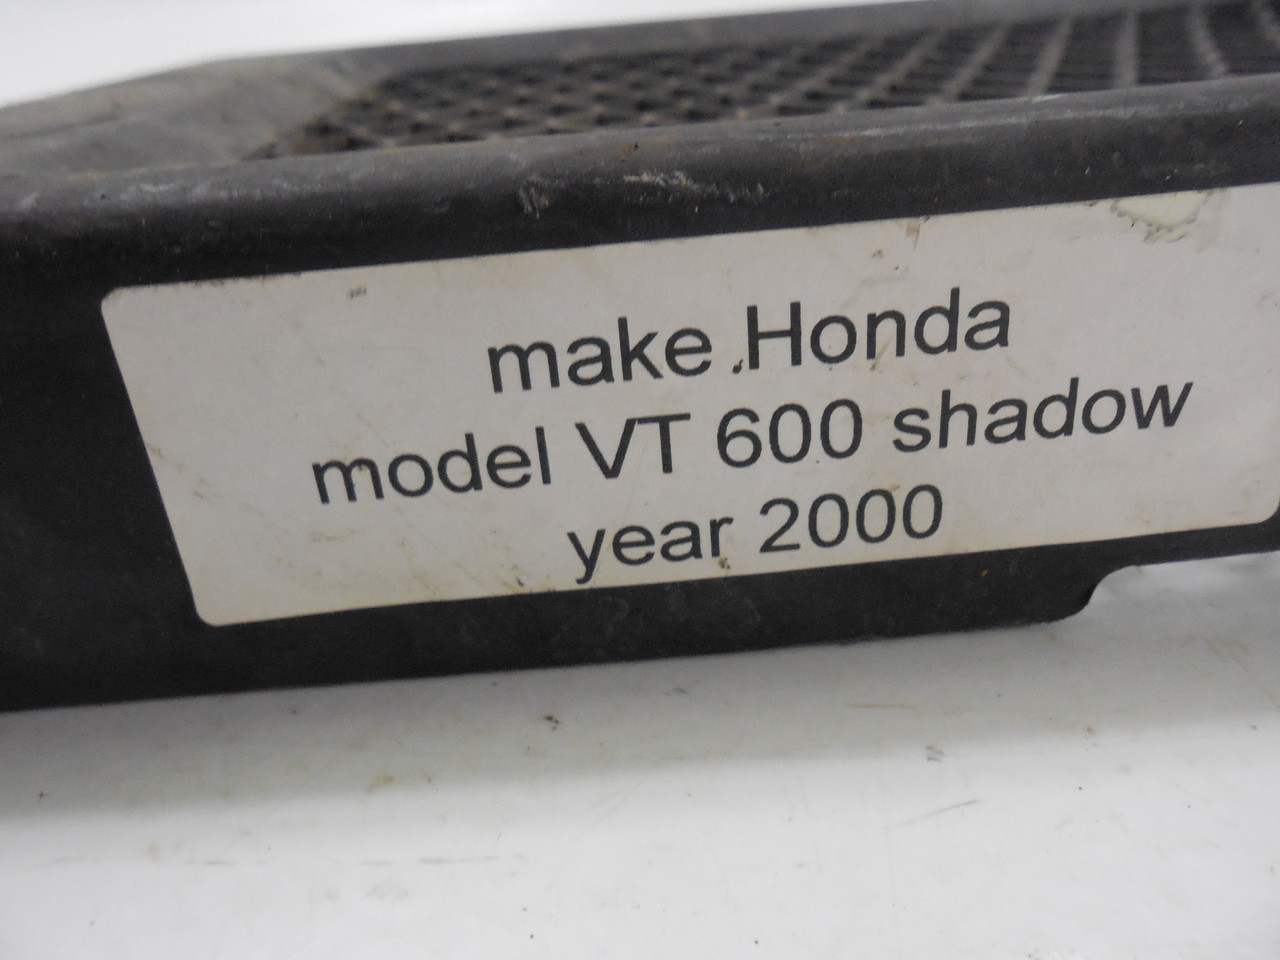 make Honda
model VT 600 shadow
year 2000